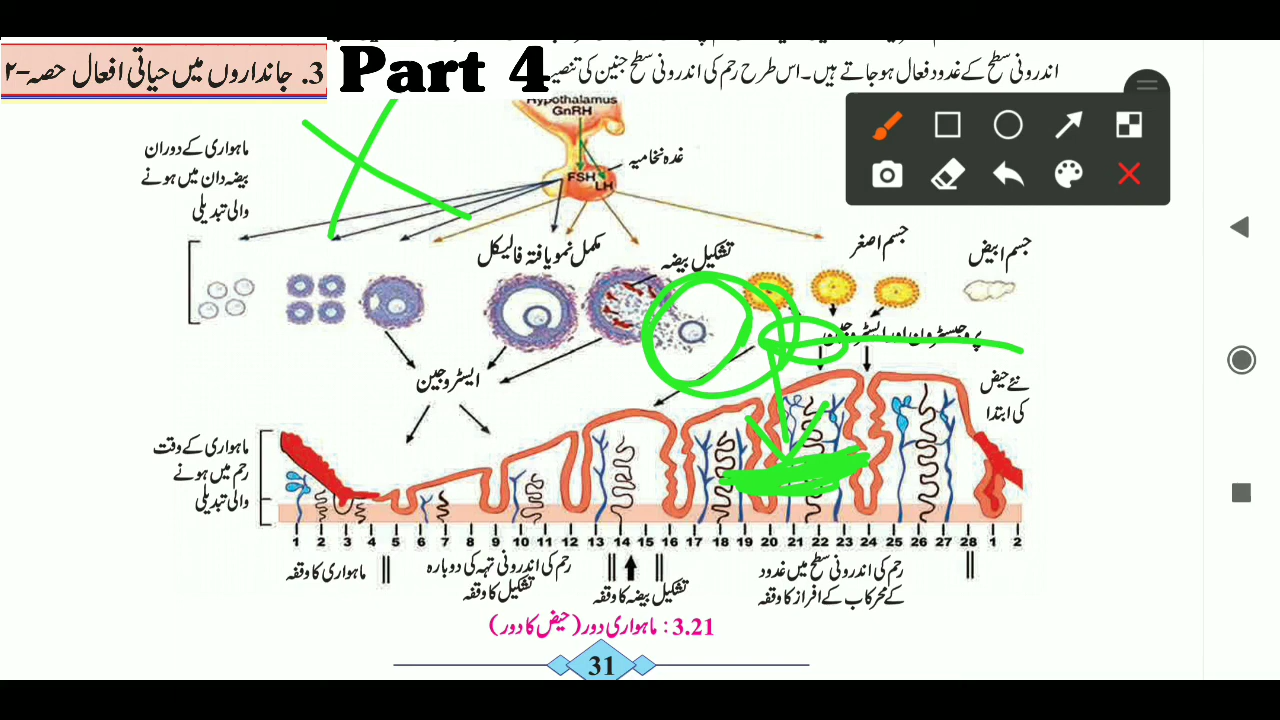 3. جانداروں میں حیاتی افعال حصہ-۲
Part 4
اندرونی سطح کے غدود فعال ہوجاتے ہیں۔اس طرح رحم کی اندرونی سطح جنین کی
Hypothalamus
GnRH
غدہ نخامیہ
FSH
LH
ماہواری کے دوران
بیضہ دان میں ہونے
والی تبدیلی
مکمل نمو یافتہ فالیکل
تشکیل بیضہ
جسم اصغر
جسم ابیض
پروجیسٹرون اور ایسٹروجین
ایسٹروجین
نئے حیض
کی ابتدا
ماہواری کے وقت
رحم میں ہونے
والی تبدیلی
1 2 3 4 5 6 7 8 9 10 11 12 13 14 15 16 17 18 19 20 21 22 23 24 25 26 27 28 1 2
ماہواری کا وقفہ
رحم کی اندرونی تہہ کی دوبارہ
تشکیل کا وقفہ
تشکیل بیضہ کا وقفہ
رحم کی اندرونی سطح میں غدود
کے محرکاب کے افراز کا وقفہ
3.21 : ماہواری دور (حیض کا دور)
31